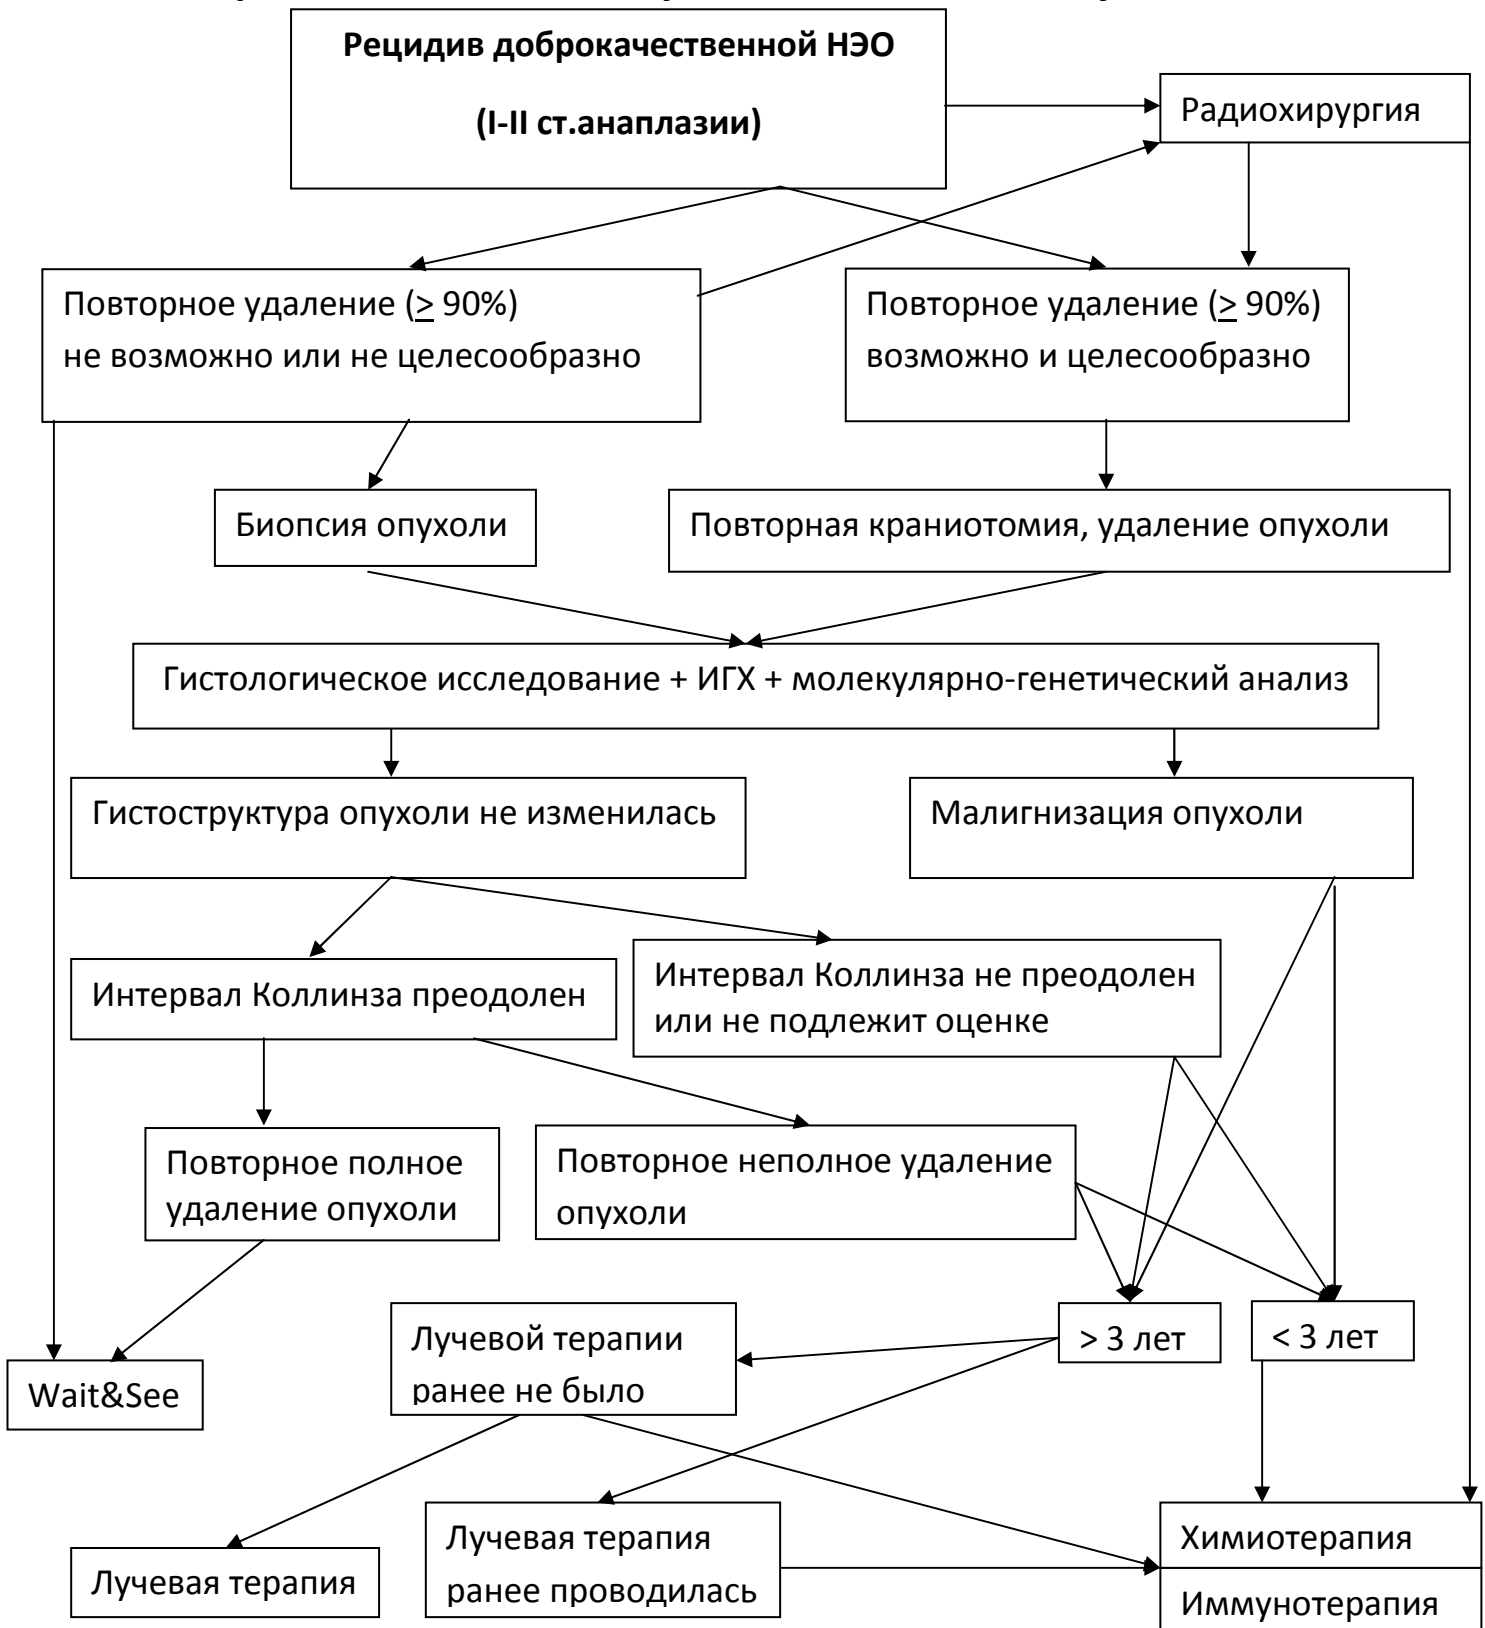 Рецидив доброкачественной НЭО
(I-II ст.анаплазии)
Радиохирургия
Повторное удаление (≥ 90%)
не возможно или не целесообразно
Повторное удаление (≥ 90%)
возможно и целесообразно
Биопсия опухоли
Повторная краниотомия, удаление опухоли
Гистологическое исследование + ИГХ + молекулярно-генетический анализ
Гистоструктура опухоли не изменилась
Малигнизация опухоли
Интервал Коллинза преодолен
Интервал Коллинза не преодолен
или не подлежит оценке
Повторное полное
удаление опухоли
Повторное неполное удаление
опухоли
> 3 лет
< 3 лет
Лучевой терапии
ранее не было
Wait&See
Лучевая терапия
Лучевая терапия
ранее проводилась
Химиотерапия
Иммунотерапия